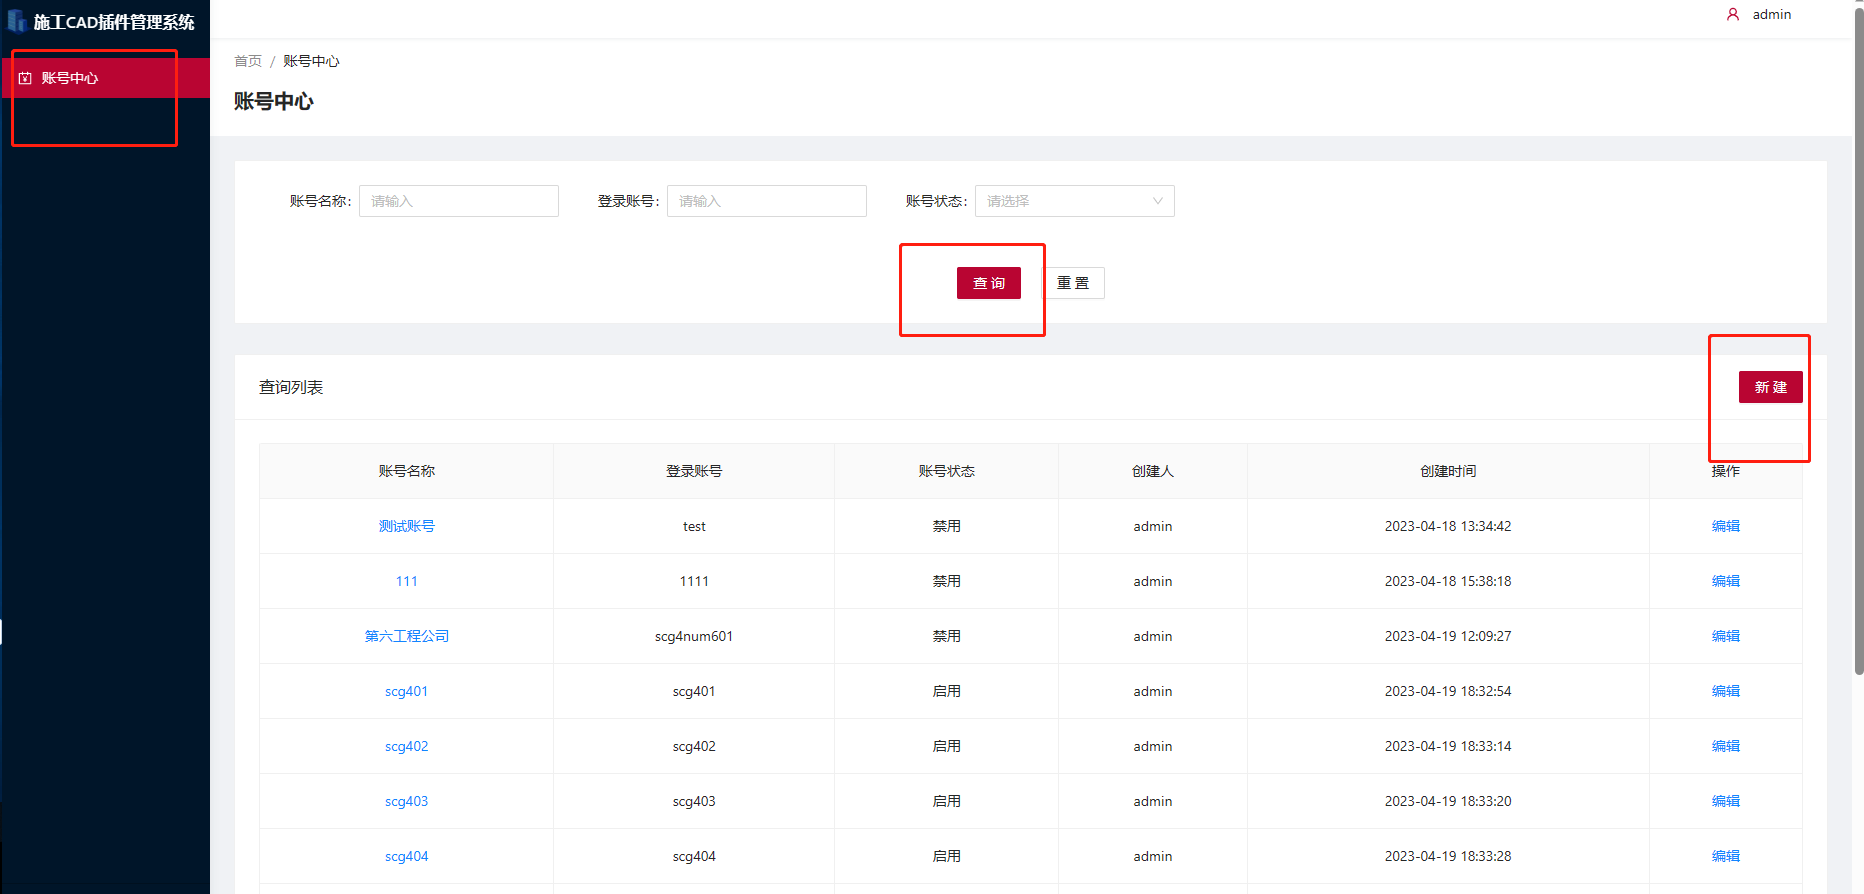 施工CAD插件管理系统
admin
账号中心
首页 / 账号中心
账号中心
账号名称: 请输入 登录账号: 请输入 账号状态: 请选择
查 询 重 置
查询列表 新 建
账号名称 登录账号 账号状态 创建人 创建时间 操作
测试账号 test 禁用 admin 2023-04-18 13:34:42 编辑
111 1111 禁用 admin 2023-04-18 15:38:18 编辑
第六工程公司 scg4num601 禁用 admin 2023-04-19 12:09:27 编辑
scg401 scg401 启用 admin 2023-04-19 18:32:54 编辑
scg402 scg402 启用 admin 2023-04-19 18:33:14 编辑
scg403 scg403 启用 admin 2023-04-19 18:33:20 编辑
scg404 scg404 启用 admin 2023-04-19 18:33:28 编辑